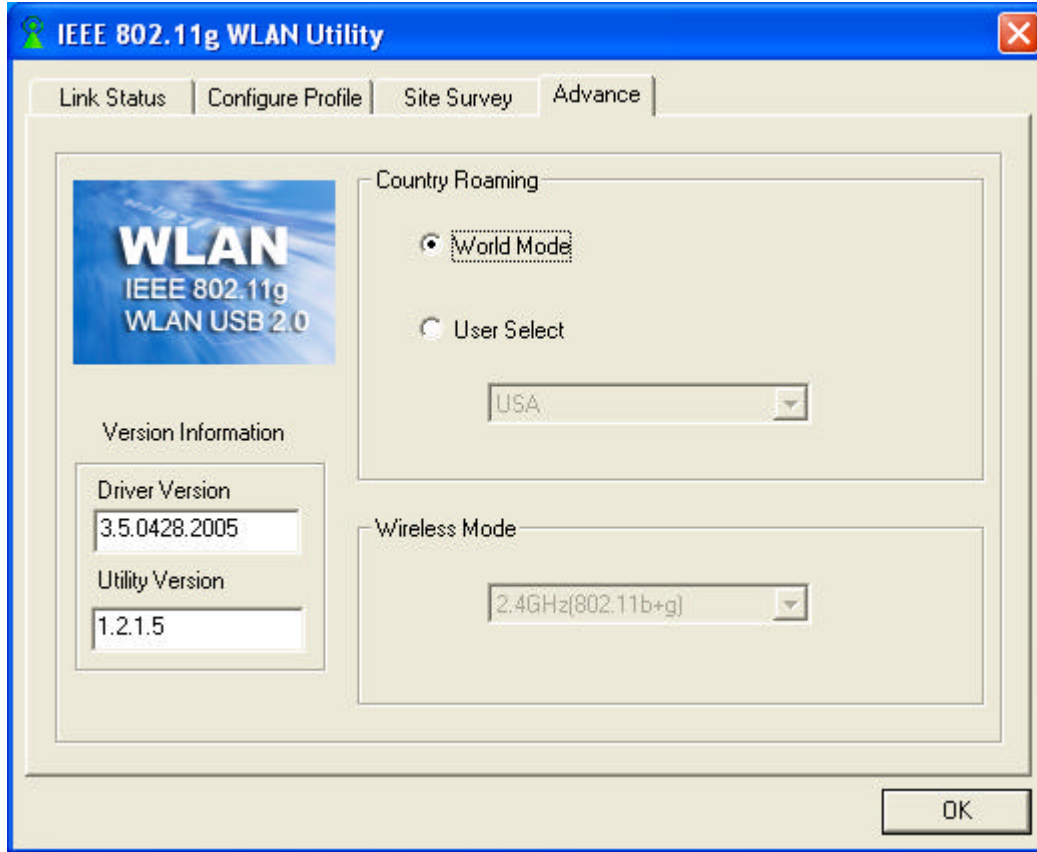 IEEE 802.11g WLAN Utility
Link Status
Configure Profile
Site Survey
Advance
WLAN
IEEE 802.11g
WLAN USB 2.0
Version Information
Driver Version
3.5.0428.2005
Utility Version
1.2.1.5
Country Roaming
World Mode
User Select
USA
Wireless Mode
2.4GHz(802.11b+g)
OK